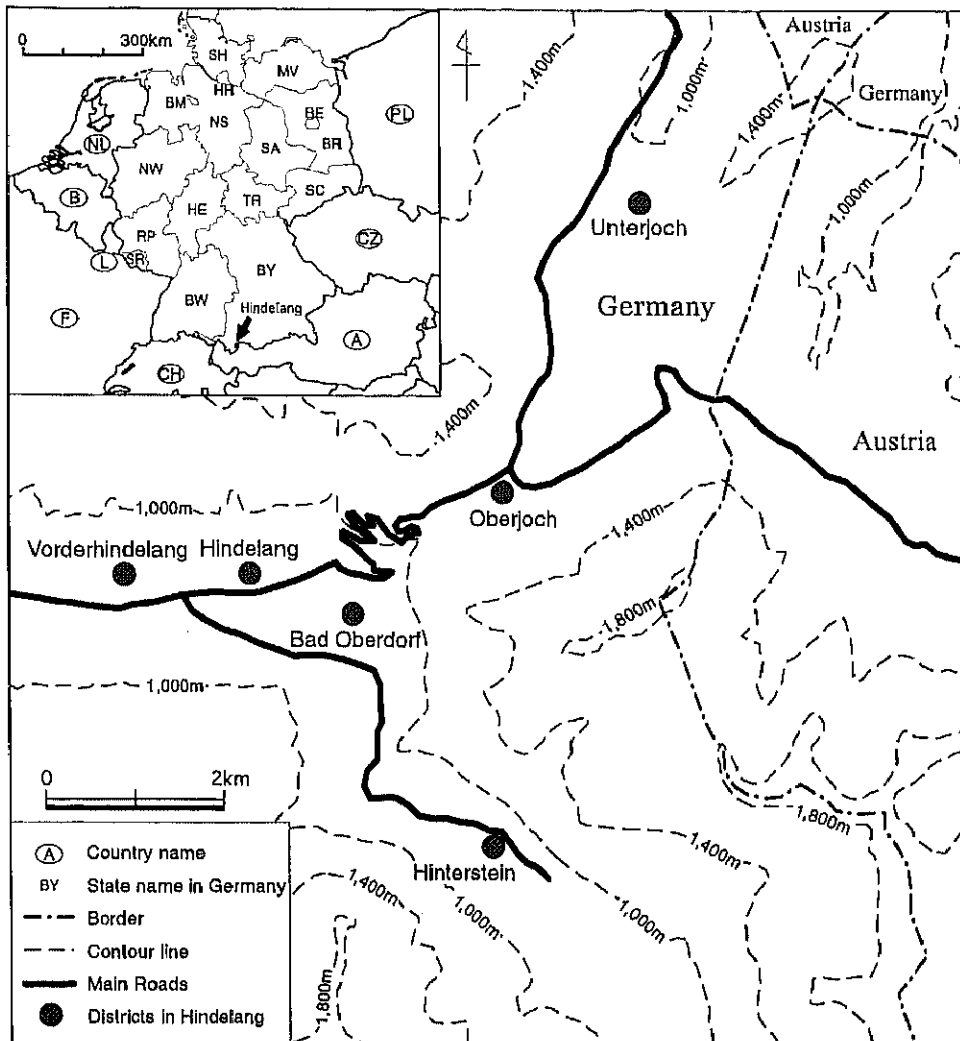 0 300km
SH
MV
HH
BM
NS
BE
PL
NL
SA
BR
NW
B
HE
TR
SC
RP
L
SR
CZ
BY
BW
F
Hindelang
A
CH
Austria
Germany
1,400m
1,000m
1,400m
1,000m
Unterjoch
Germany
1,400m
Austria
Oberjoch
1,000m
1,400m
Vorderhindelang
Hindelang
Bad Oberdorf
1,800m
1,000m
0 2km
1,800m
Hinterstein
1,400m
1,400m
1,000m
1,000m
1,800m
A Country name
BY State name in Germany
Border
Contour line
Main Roads
Districts in Hindelang